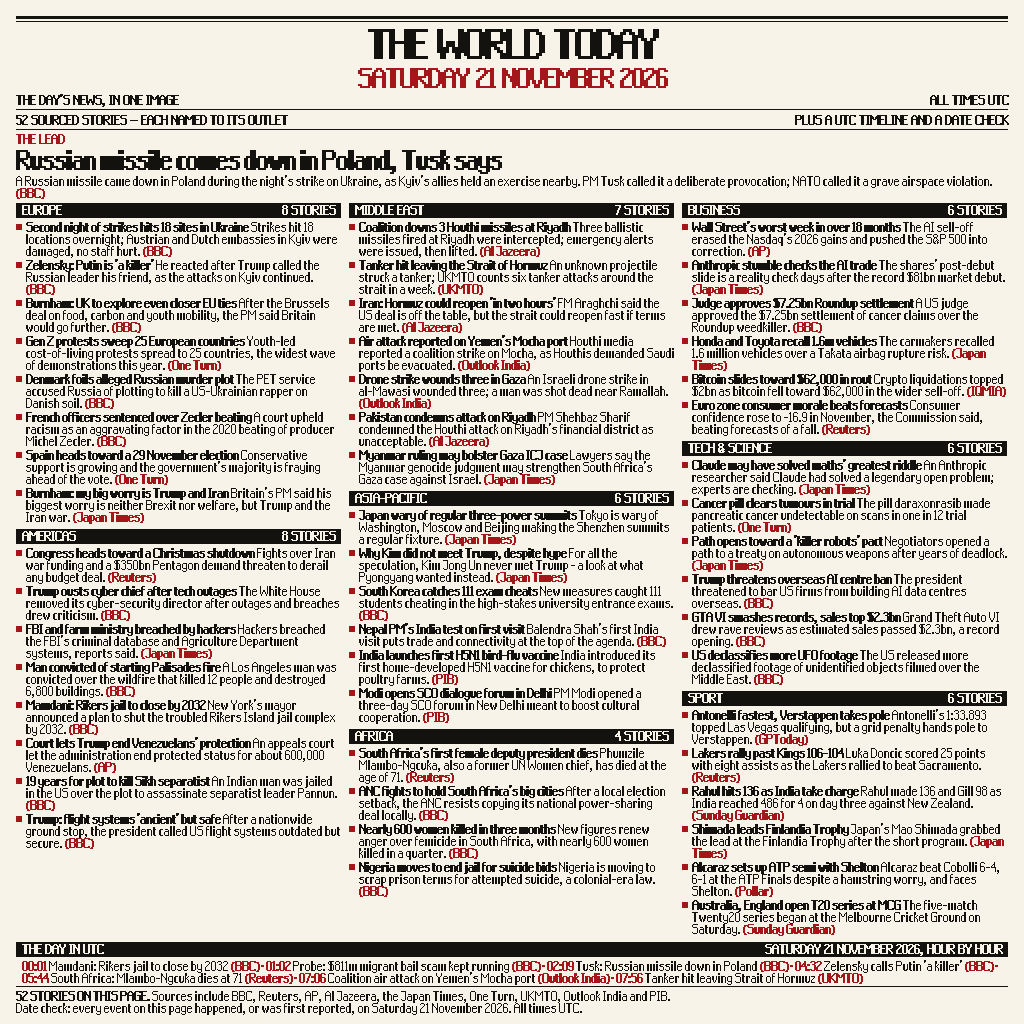 THE WORLD TODAY
SATURDAY 21 NOVEMBER 2026
THE DAY'S NEWS, IN ONE IMAGE
ALL TIMES UTC
52 SOURCED STORIES – EACH NAMED TO ITS OUTLET
PLUS A UTC TIMELINE AND A DATE CHECK
THE LEAD
Russian missile comes down in Poland, Tusk says
A Russian missile came down in Poland during the night's strike on Ukraine, as Kyiv's allies held an exercise nearby. PM Tusk called it a deliberate provocation; NATO called it a grave airspace violation.
(BBC)
EUROPE 8 STORIES
Second night of strikes hits 18 sites in Ukraine Strikes hit 18
locations overnight; Austrian and Dutch embassies in Kyiv were
damaged, no staff hurt. (BBC)
Zelensky: Putin is 'a killer' He reacted after Trump called the
Russian leader his friend, as attacks on Kyiv continued.
(BBC)
Burnham: UK to explore even closer EU ties After the Brussels
deal on food, carbon and youth mobility, the PM said Britain
would go further. (BBC)
Gen Z protests sweep 25 European countries Youth-led
cost-of-living protests spread to 25 countries, the widest wave
of demonstrations this year. (One Turn)
Denmark foils alleged Russian murder plot The PET service
accused Russia of plotting to kill a US-Ukrainian rapper on
Danish soil. (BBC)
French officers sentenced over Zecler beating A court upheld
racism as an aggravating factor in the 2020 beating of producer
Michel Zecler. (BBC)
Spain heads toward a 29 November election Conservative
support is growing and the government's majority is fraying
ahead of the vote. (One Turn)
Burnham: my big worry is Trump and Iran Britain's PM said his
biggest worry is neither Brexit nor welfare, but Trump and the
Iran war. (Japan Times)
AMERICAS 8 STORIES
Congress heads toward a Christmas shutdown Fights over Iran
war funding and a $350bn Pentagon demand threaten to derail
any budget deal. (Reuters)
Trump ousts cyber chief after tech outages The White House
removed its cyber-security director after outages and breaches
drew criticism. (BBC)
FBI and farm ministry breached by hackers Hackers breached
the FBI's criminal database and Agriculture Department
systems, reports said. (Japan Times)
Man convicted of starting Palisades fire A Los Angeles man was
convicted over the wildfire that killed 12 people and destroyed
6,800 buildings. (BBC)
Mamdani: Rikers jail to close by 2032 New York's mayor
announced a plan to shut the troubled Rikers Island jail complex
by 2032. (BBC)
Court lets Trump end Venezuelans' protection An appeals court
let the administration end protected status for about 600,000
Venezuelans. (AP)
19 years for plot to kill Sikh separatist An Indian man was jailed
in the US over the plot to assassinate separatist leader Pannun.
(BBC)
Trump: flight systems 'ancient' but safe After a nationwide
ground stop, the president called US flight systems outdated but
secure. (BBC)
MIDDLE EAST 7 STORIES
Coalition downs 3 Houthi missiles at Riyadh Three ballistic
missiles fired at Riyadh were intercepted; emergency alerts
were issued, then lifted. (Al Jazeera)
Tanker hit leaving the Strait of Hormuz An unknown projectile
struck a tanker; UKMTO counts six tanker attacks around the
strait in a week. (UKMTO)
Iran: Hormuz could reopen 'in two hours' FM Araghchi said the
US deal is off the table, but the strait could reopen fast if terms
are met. (Al Jazeera)
Air attack reported on Yemen's Mocha port Houthi media
reported a coalition strike on Mocha, as Houthis demanded Saudi
ports be evacuated. (Outlook India)
Drone strike wounds three in Gaza An Israeli drone strike in
al-Mawasi wounded three; a man was shot dead near Ramallah.
(Outlook India)
Pakistan condemns attack on Riyadh PM Shehbaz Sharif
condemned the Houthi attack on Riyadh's financial district as
unacceptable. (Al Jazeera)
Myanmar ruling may bolster Gaza ICJ case Lawyers say the
Myanmar genocide judgment may strengthen South Africa's
Gaza case against Israel. (Japan Times)
ASIA-PACIFIC 6 STORIES
Japan wary of regular three-power summits Tokyo is wary of
Washington, Moscow and Beijing making the Shenzhen summits
a regular fixture. (Japan Times)
Why Kim did not meet Trump, despite hype For all the
speculation, Kim Jong Un never met Trump – a look at what
Pyongyang wanted instead. (Japan Times)
South Korea catches 111 exam cheats New measures caught 111
students cheating in the high-stakes university entrance exams.
(BBC)
Nepal PM's India test on first visit Balendra Shah's first India
visit puts trade and connectivity at the top of the agenda. (BBC)
India launches first H5N1 bird-flu vaccine India introduced its
first home-developed H5N1 vaccine for chickens, to protect
poultry farms. (PIB)
Modi opens SCO dialogue forum in Delhi PM Modi opened a
three-day SCO forum in New Delhi meant to boost cultural
cooperation. (PIB)
AFRICA 4 STORIES
South Africa's first female deputy president dies Phumzile
Mlambo-Ngcuka, also a former UN Women chief, has died at the
age of 71. (Reuters)
ANC fights to hold South Africa's big cities After a local election
setback, the ANC resists copying its national power-sharing
deal locally. (BBC)
Nearly 600 women killed in three months New figures renew
anger over femicide in South Africa, with nearly 600 women
killed in a quarter. (BBC)
Nigeria moves to end jail for suicide bids Nigeria is moving to
scrap prison terms for attempted suicide, a colonial-era law.
(BBC)
BUSINESS 6 STORIES
Wall Street's worst week in over 18 months The AI sell-off
erased the Nasdaq's 2026 gains and pushed the S&P 500 into
correction. (AP)
Anthropic stumble checks the AI trade The shares' post-debut
slide is a reality check days after the record $81bn market debut.
(Japan Times)
Judge approves $7.25bn Roundup settlement A US judge
approved the $7.25bn settlement of cancer claims over the
Roundup weedkiller. (BBC)
Honda and Toyota recall 1.6m vehicles The carmakers recalled
1.6 million vehicles over a Takata airbag rupture risk. (Japan
Times)
Bitcoin slides toward $62,000 in rout Crypto liquidations topped
$2bn as bitcoin fell toward $62,000 in the wider sell-off. (IQMIA)
Euro zone consumer morale beats forecasts Consumer
confidence rose to -16.9 in November, the Commission said,
beating forecasts of a fall. (Reuters)
TECH & SCIENCE 6 STORIES
Claude may have solved maths' greatest riddle An Anthropic
researcher said Claude had solved a legendary open problem;
experts are checking. (Japan Times)
Cancer pill clears tumours in trial The pill daraxonrasib made
pancreatic cancer undetectable on scans in one in 12 trial
patients. (One Turn)
Path opens toward a 'killer robots' pact Negotiators opened a
path to a treaty on autonomous weapons after years of deadlock.
(Japan Times)
Trump threatens overseas AI centre ban The president
threatened to bar US firms from building AI data centres
overseas. (BBC)
GTA VI smashes records, sales top $2.3bn Grand Theft Auto VI
drew rave reviews as estimated sales passed $2.3bn, a record
opening. (BBC)
US declassifies more UFO footage The US released more
declassified footage of unidentified objects filmed over the
Middle East. (BBC)
SPORT 6 STORIES
Antonelli fastest, Verstappen takes pole Antonelli's 1:33.893
topped Las Vegas qualifying, but a grid penalty hands pole to
Verstappen. (GPToday)
Lakers rally past Kings 106-104 Luka Doncic scored 25 points
with eight assists as the Lakers rallied to beat Sacramento.
(Reuters)
Rahul hits 136 as India take charge Rahul made 136 and Gill 98 as
India reached 486 for 4 on day three against New Zealand.
(Sunday Guardian)
Shimada leads Finlandia Trophy Japan's Mao Shimada grabbed
the lead at the Finlandia Trophy after the short program. (Japan
Times)
Alcaraz sets up ATP semi with Shelton Alcaraz beat Cobolli 6-4,
6-1 at the ATP Finals despite a hamstring worry, and faces
Shelton. (Pollar)
Australia, England open T20 series at MCG The five-match
Twenty20 series began at the Melbourne Cricket Ground on
Saturday. (Sunday Guardian)
THE DAY IN UTC SATURDAY 21 NOVEMBER 2026, HOUR BY HOUR
00:01 Mamdani: Rikers jail to close by 2032 (BBC) · 01:02 Probe: $811m migrant bail scam kept running (BBC) · 02:09 Tusk: Russian missile down in Poland (BBC) · 04:32 Zelensky calls Putin 'a killer' (BBC) ·
05:44 South Africa: Mlambo-Ngcuka dies at 71 (Reuters) · 07:06 Coalition air attack on Yemen's Mocha port (Outlook India) · 07:56 Tanker hit leaving Strait of Hormuz (UKMTO)
52 STORIES ON THIS PAGE. Sources include BBC, Reuters, AP, Al Jazeera, the Japan Times, One Turn, UKMTO, Outlook India and PIB.
Date check: every event on this page happened, or was first reported, on Saturday 21 November 2026. All times UTC.